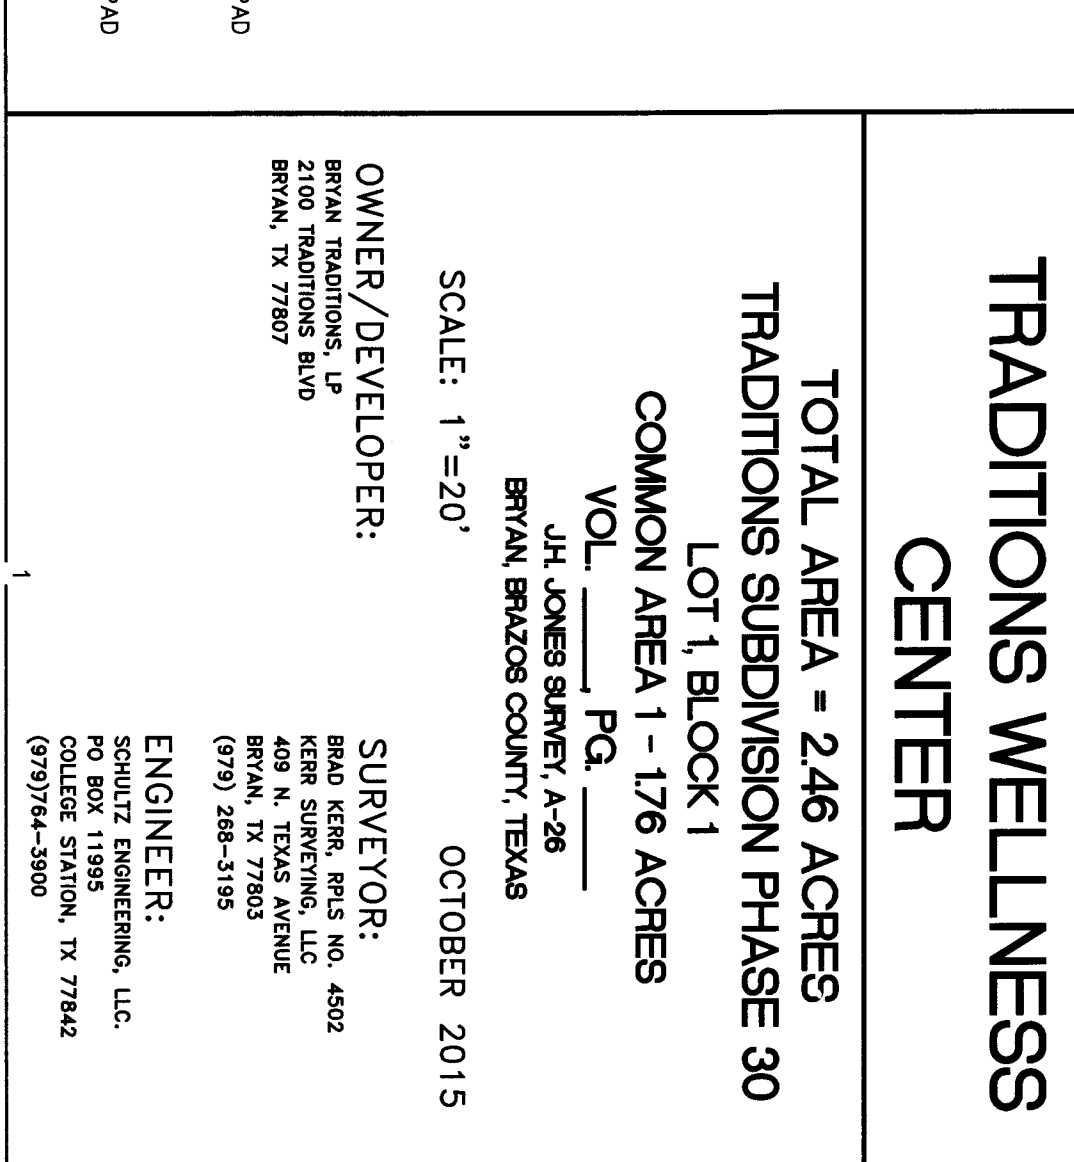 TRADITIONS WELLNESS
CENTER
TOTAL AREA = 2.46 ACRES
TRADITIONS SUBDIVISION PHASE 30
LOT 1, BLOCK 1
COMMON AREA 1 - 1.76 ACRES
VOL. ____, PG. ____
J.H. JONES SURVEY, A-26
BRYAN, BRAZOS COUNTY, TEXAS
SCALE: 1"=20'
OCTOBER 2015
OWNER/DEVELOPER:
BRYAN TRADITIONS, LP
2100 TRADITIONS BLVD
BRYAN, TX 77807
SURVEYOR:
BRAD KERR, RPLS NO. 4502
KERR SURVEYING, LLC
409 N. TEXAS AVENUE
BRYAN, TX 77803
(979) 268-3195
ENGINEER:
SCHULTZ ENGINEERING, LLC.
PO BOX 11995
COLLEGE STATION, TX 77842
(979)764-3900
1